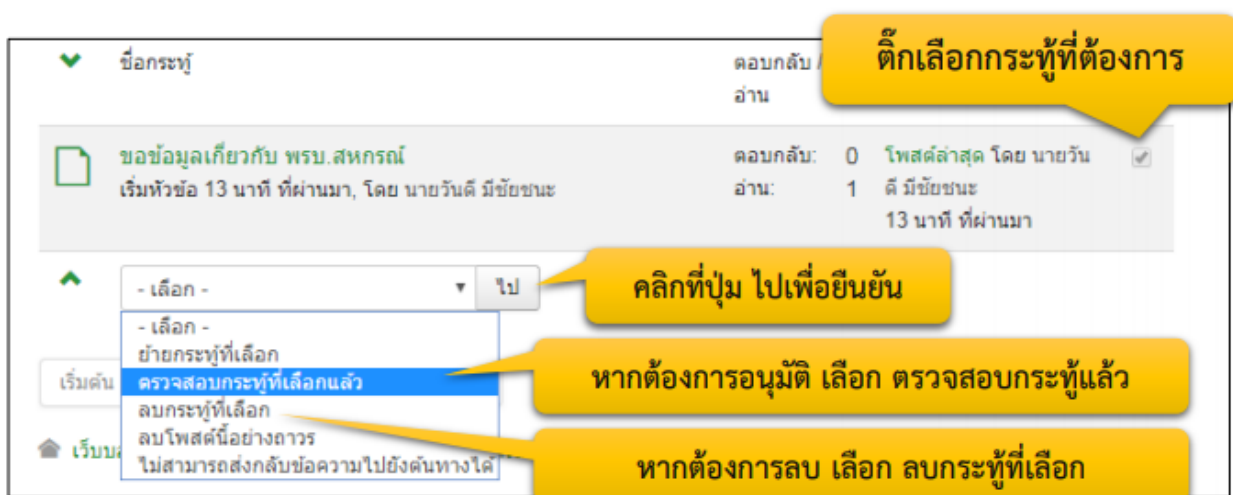 ติ๊กเลือกกระทู้ที่ต้องการ
ชื่อกระทู้
ตอบกลับ /
อ่าน
ขอข้อมูลเกี่ยวกับ พรบ.สหกรณ์
เริ่มหัวข้อ 13 นาที ที่ผ่านมา, โดย นายวันดี มีชัยชนะ
ตอบกลับ: 0
อ่าน: 1
โพสต์ล่าสุด โดย นายวัน
ดี มีชัยชนะ
13 นาที ที่ผ่านมา
- เลือก -
ไป
คลิกที่ปุ่ม ไปเพื่อยืนยัน
- เลือก -
ย้ายกระทู้ที่เลือก
เริ่มต้น
ตรวจสอบกระทู้ที่เลือกแล้ว
หากต้องการอนุมัติ เลือก ตรวจสอบกระทู้แล้ว
ลบกระทู้ที่เลือก
ลบโพสต์นี้อย่างถาวร
ไม่สามารถส่งกลับข้อความไปยังต้นทางได้
หากต้องการลบ เลือก ลบกระทู้ที่เลือก